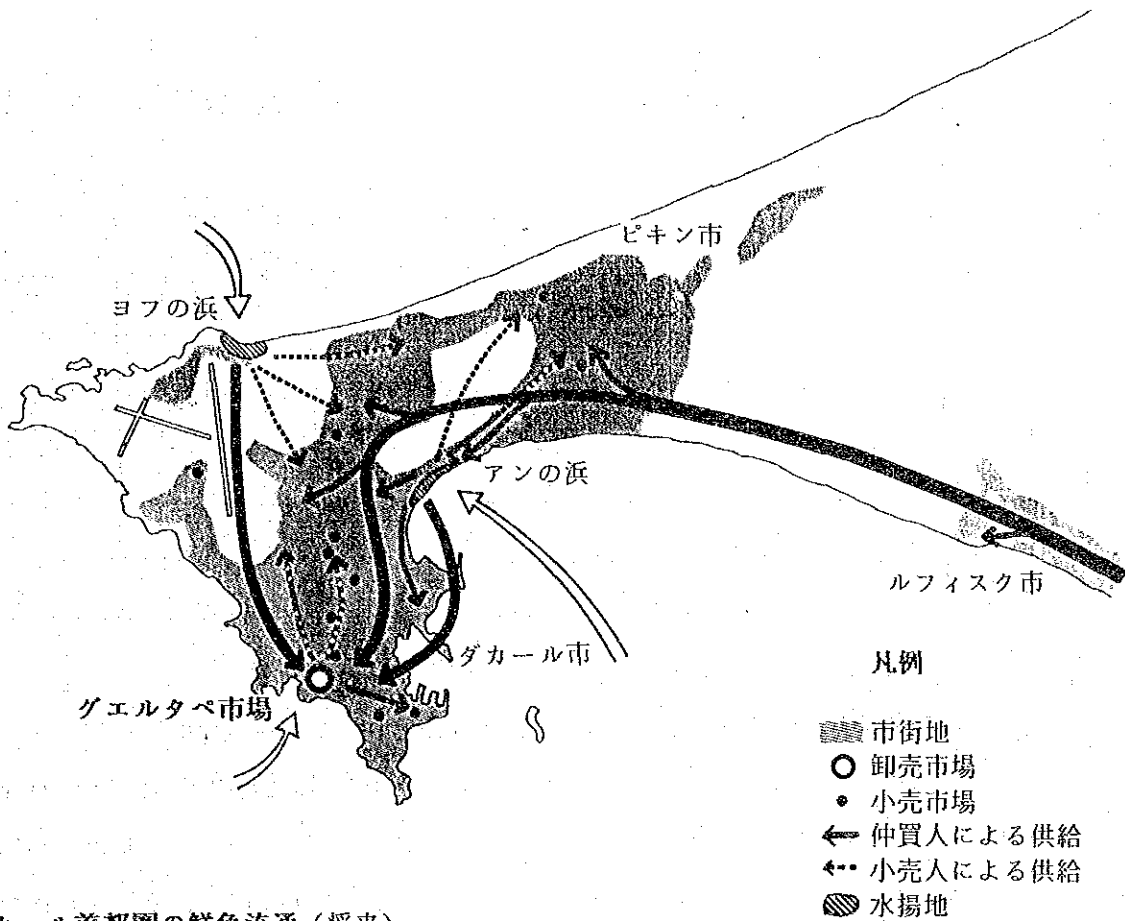 ピキン市
ヨフの浜
アンの浜
ルフィスク市
ダカール市
グエルタペ市場
凡例
市街地
卸売市場
小売市場
仲買人による供給
小売人による供給
水揚地